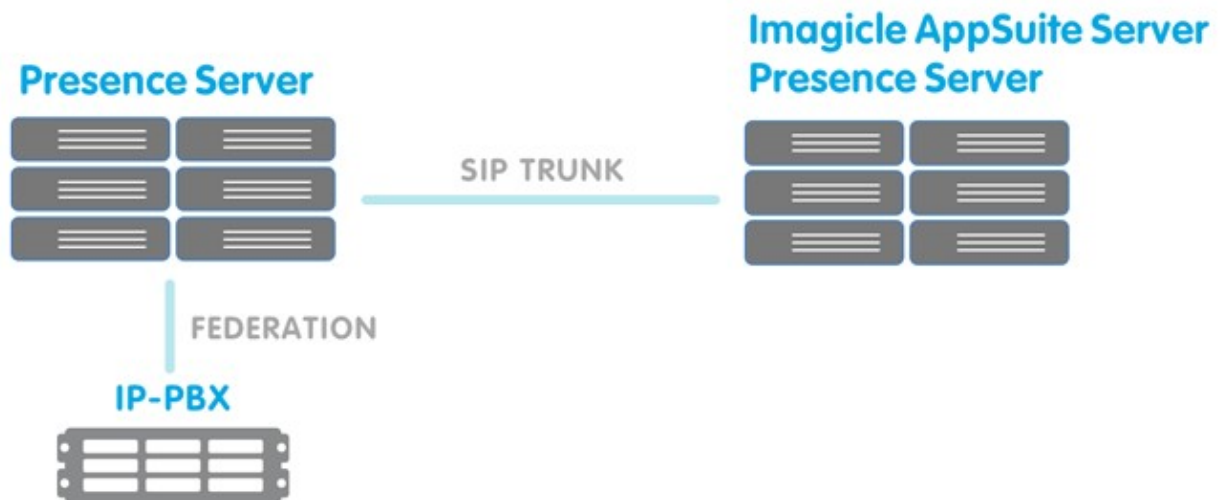 Imagicle AppSuite Server
Presence Server
Presence Server
SIP TRUNK
FEDERATION
IP-PBX